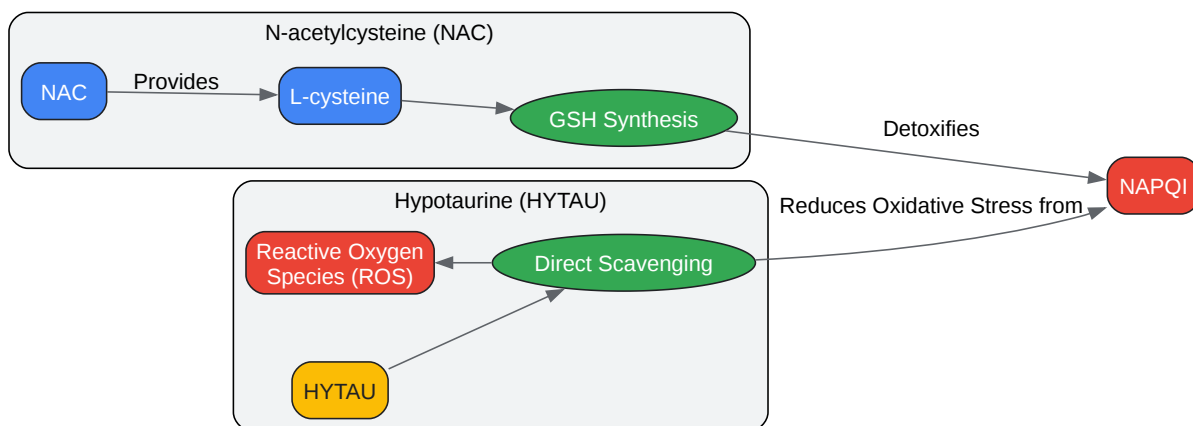 N-acetylcysteine (NAC)
NAC
Provides
L-cysteine
GSH Synthesis
Detoxifies
NAPQI
Hypotaurine (HYTAU)
Reduces Oxidative Stress from
Reactive Oxygen
Species (ROS)
Direct Scavenging
HYTAU